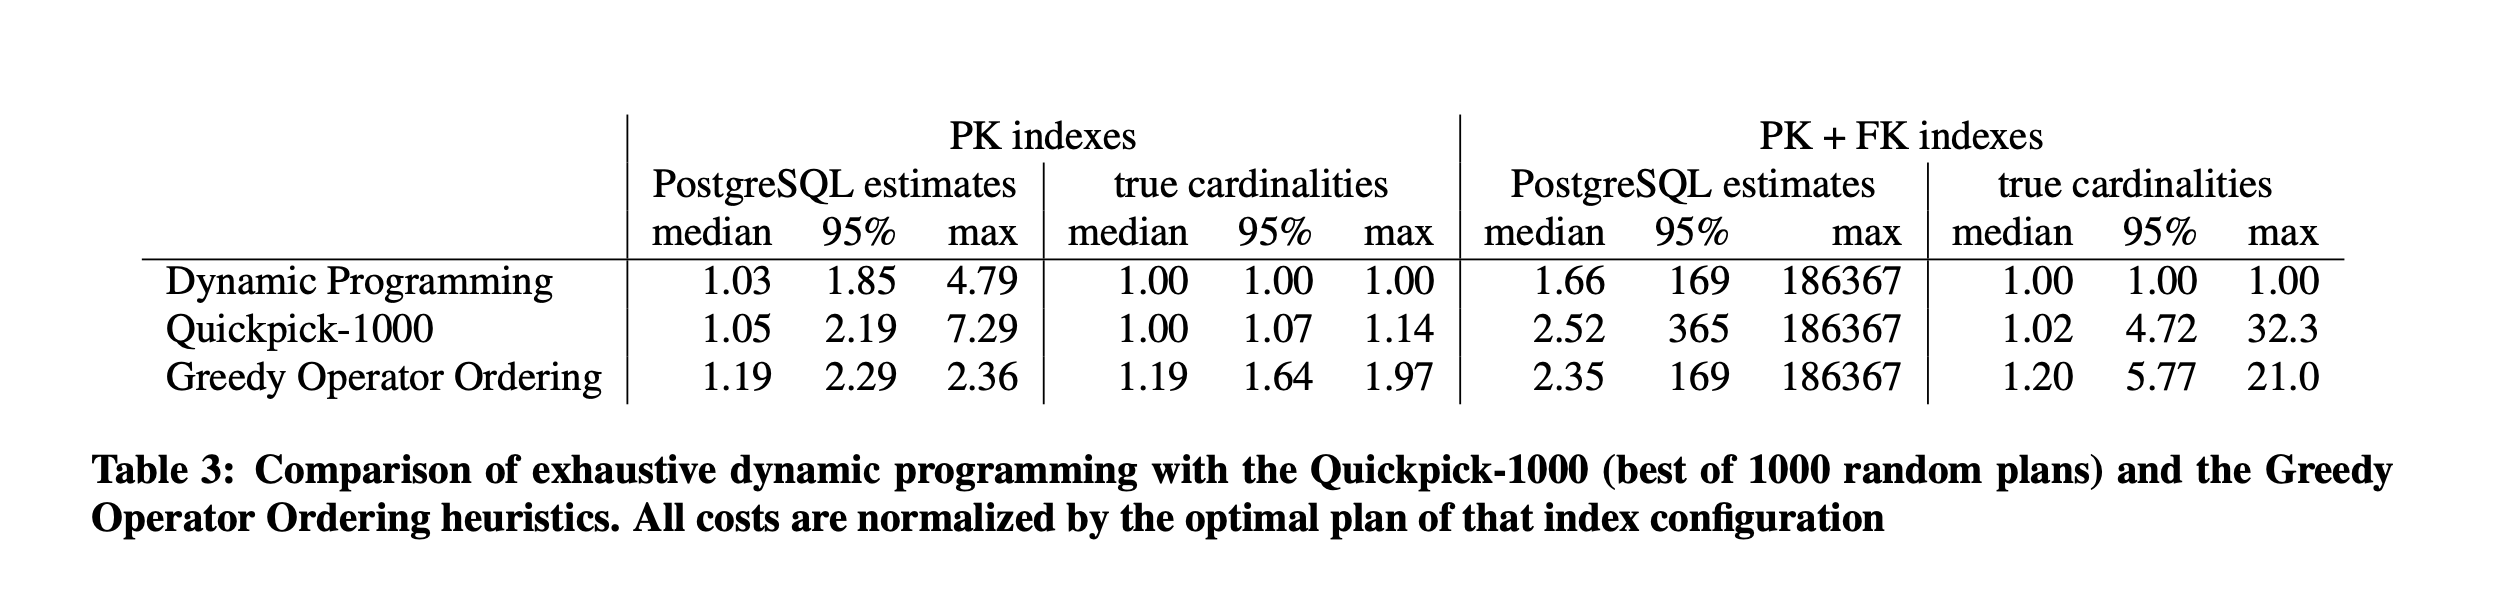 PK indexes PK + FK indexes
PostgreSQL estimates true cardinalities PostgreSQL estimates true cardinalities
median 95% max median 95% max median 95% max median 95% max
Dynamic Programming 1.03 1.85 4.79 1.00 1.00 1.00 1.66 169 186367 1.00 1.00 1.00
Quickpick-1000 1.05 2.19 7.29 1.00 1.07 1.14 2.52 365 186367 1.02 4.72 32.3
Greedy Operator Ordering 1.19 2.29 2.36 1.19 1.64 1.97 2.35 169 186367 1.20 5.77 21.0
Table 3: Comparison of exhaustive dynamic programming with the Quickpick-1000 (best of 1000 random plans) and the Greedy
Operator Ordering heuristics. All costs are normalized by the optimal plan of that index configuration